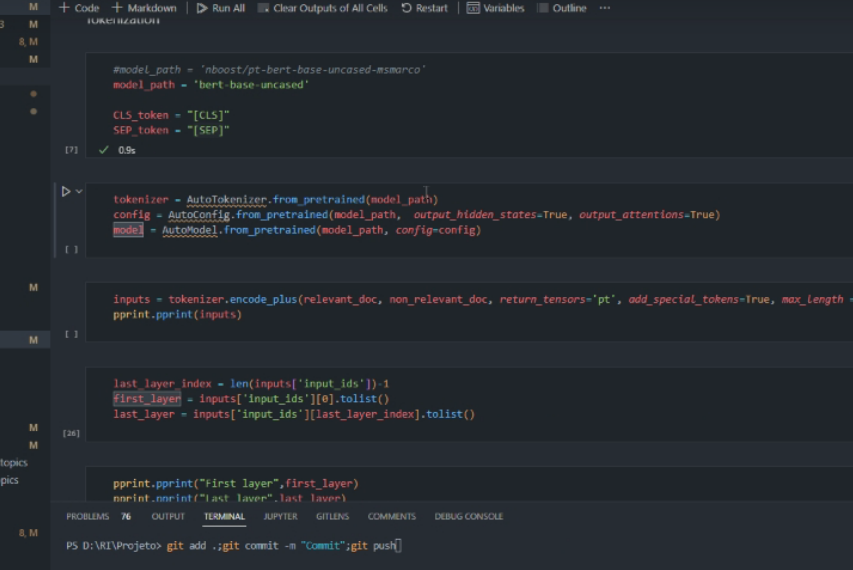 M
+ Code + Markdown Run All Clear Outputs of All Cells Restart Variables Outline ...
3 M
Tokenization
8, M
M
#model_path = 'nboost/pt-bert-base-uncased-msmarco'
model_path = 'bert-base-uncased'
CLS_token = "[CLS]"
SEP_token = "[SEP]"
[7] 0.9s
tokenizer = AutoTokenizer.from_pretrained(model_path)
config = AutoConfig.from_pretrained(model_path, output_hidden_states=True, output_attentions=True)
model = AutoModel.from_pretrained(model_path, config=config)
[ ]
M
inputs = tokenizer.encode_plus(relevant_doc, non_relevant_doc, return_tensors='pt', add_special_tokens=True, max_length =
pprint.pprint(inputs)
[ ]
M
last_layer_index = len(inputs['input_ids'])-1
first_layer = inputs['input_ids'][0].tolist()
last_layer = inputs['input_ids'][last_layer_index].tolist()
[26]
M
M
topics
pics
pprint.pprint("First layer",first_layer)
pprint.pprint("Last layer",last_layer)
PROBLEMS 76 OUTPUT TERMINAL JUPYTER GITLENS COMMENTS DEBUG CONSOLE
8, M
PS D:\RI\Projeto> git add .;git commit -m "Commit";git push